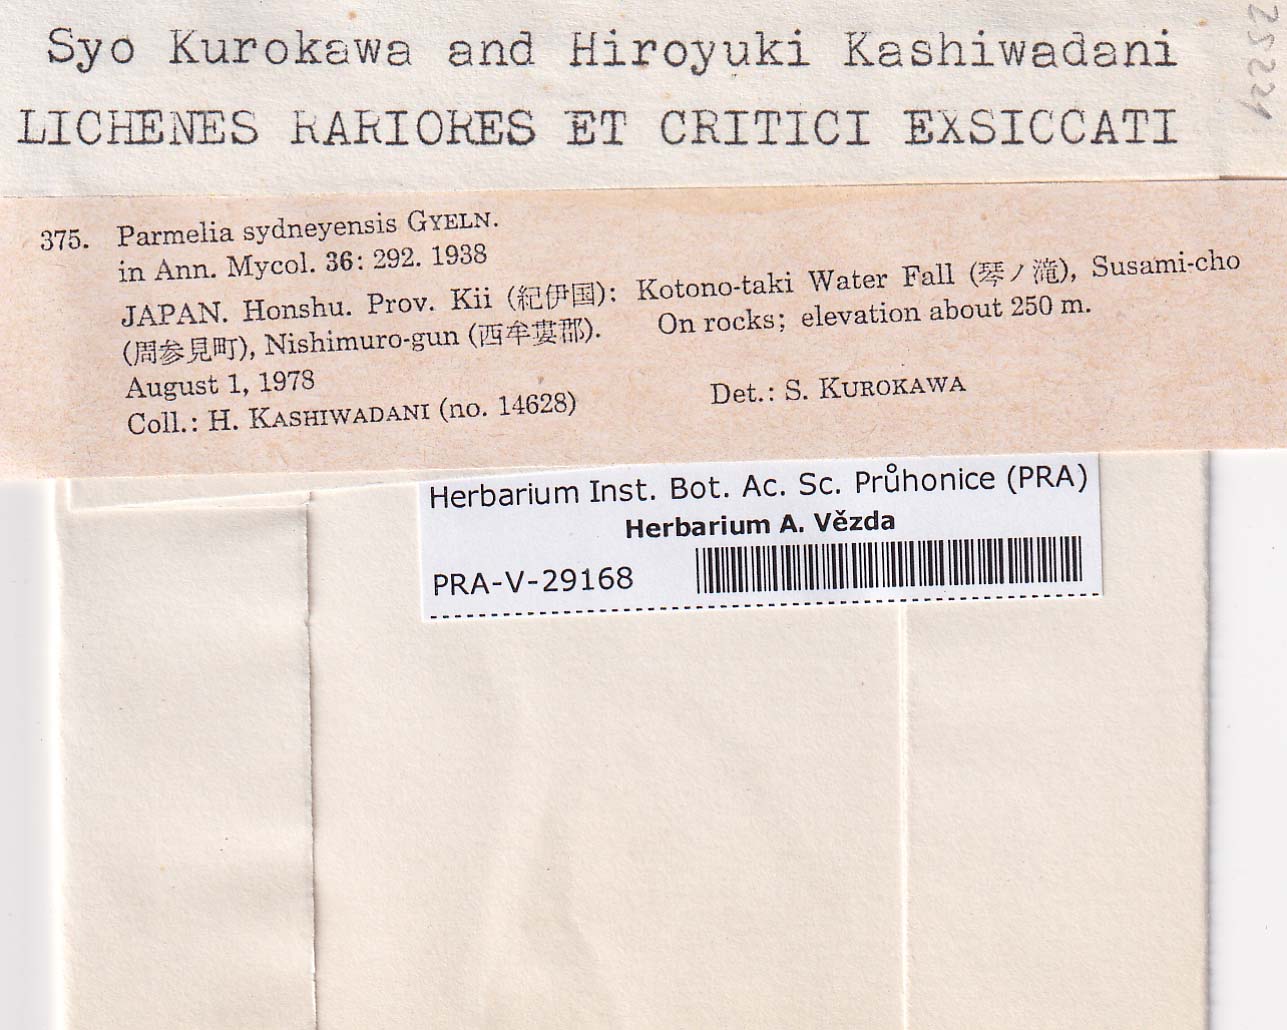 Syo Kurokawa and Hiroyuki Kashiwadani
LICHENES RARIORES ET CRITICI EXSICCATI
375. Parmelia sydneyensis GYELN.
in Ann. Mycol. 36: 292. 1938
JAPAN. Honshu. Prov. Kii (紀伊国): Kotono-taki Water Fall (琴ノ滝), Susami-cho
(周参見町), Nishimuro-gun (西牟婁郡). On rocks; elevation about 250 m.
August 1, 1978
Coll.: H. KASHIWADANI (no. 14628) Det.: S. KUROKAWA
Herbarium Inst. Bot. Ac. Sc. Průhonice (PRA)
Herbarium A. Vězda
PRA-V-29168